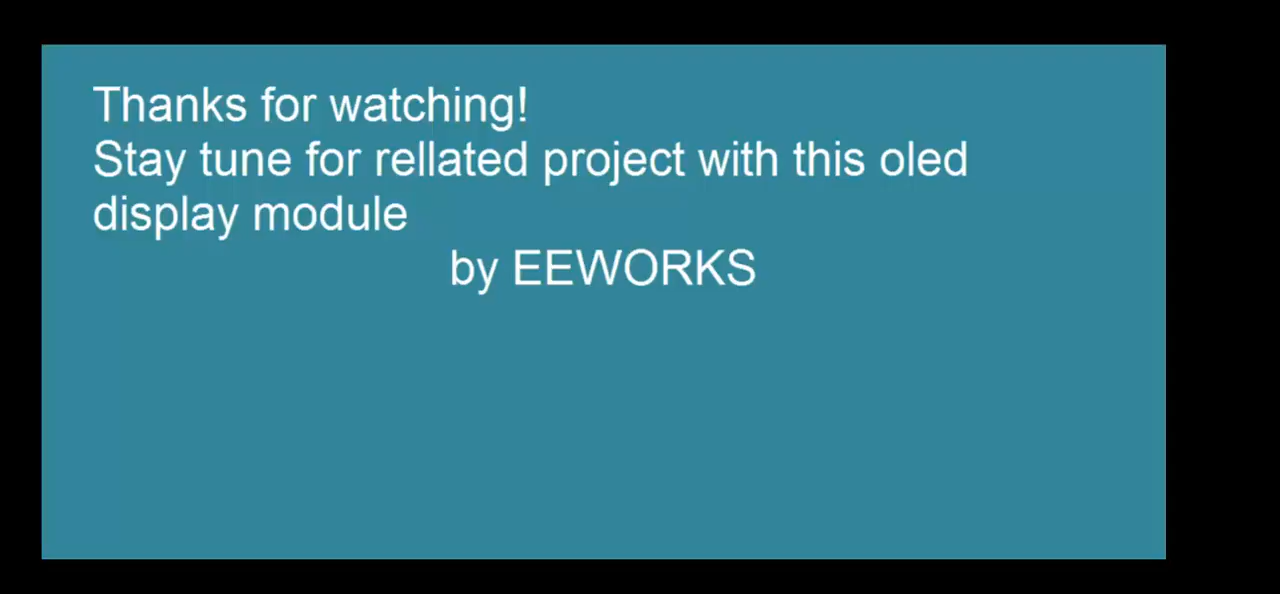 Thanks for watching!
Stay tune for rellated project with this oled
display module
by EEWORKS